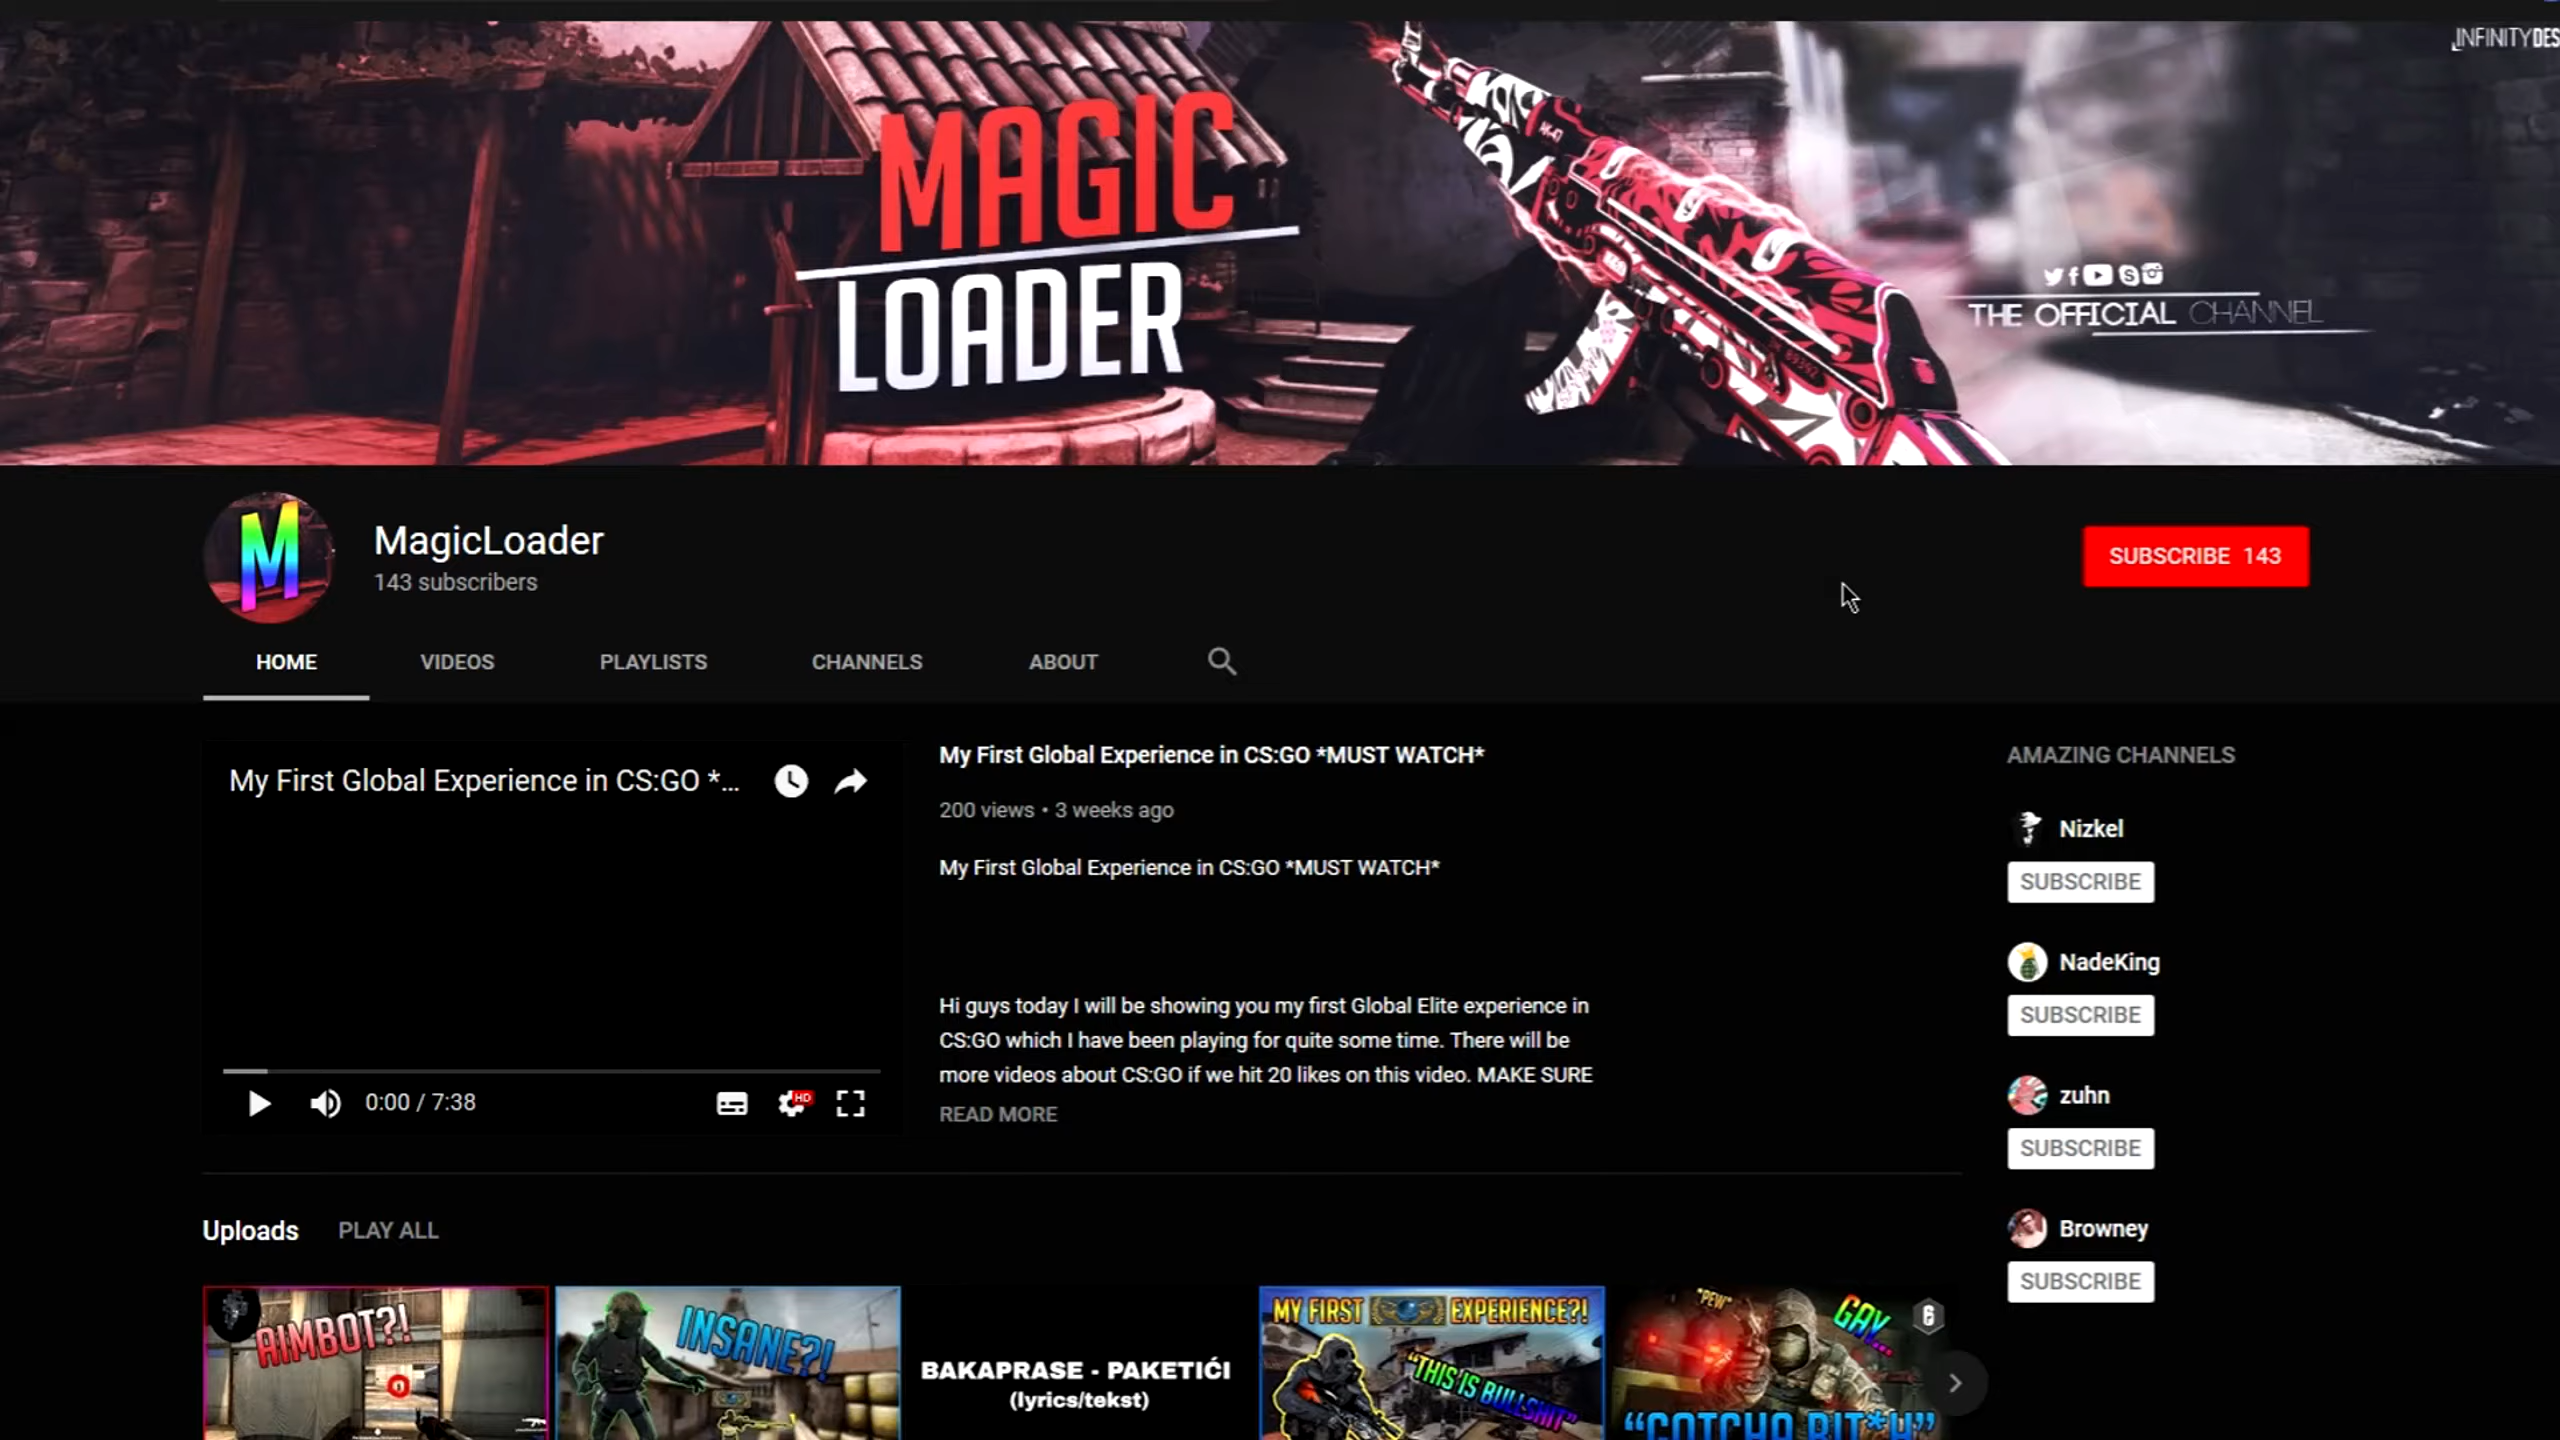 INFINITYDES
MAGIC
LOADER
THE OFFICIAL CHANNEL
M
MagicLoader
143 subscribers
SUBSCRIBE 143
HOME
VIDEOS
PLAYLISTS
CHANNELS
ABOUT
My First Global Experience in CS:GO *...
0:00 / 7:38
HD
My First Global Experience in CS:GO *MUST WATCH*
200 views • 3 weeks ago
My First Global Experience in CS:GO *MUST WATCH*
Hi guys today I will be showing you my first Global Elite experience in
CS:GO which I have been playing for quite some time. There will be
more videos about CS:GO if we hit 20 likes on this video. MAKE SURE
READ MORE
AMAZING CHANNELS
Nizkel
SUBSCRIBE
NadeKing
SUBSCRIBE
zuhn
SUBSCRIBE
Browney
SUBSCRIBE
Uploads
PLAY ALL
AIMBOT?!
INSANE?!
BAKAPRASE - PAKETIĆI
(lyrics/tekst)
MY FIRST EXPERIENCE?!
"THIS IS BULLSHIT"
*PEW*
GAY...
6
"GOTCHA BIT*H"